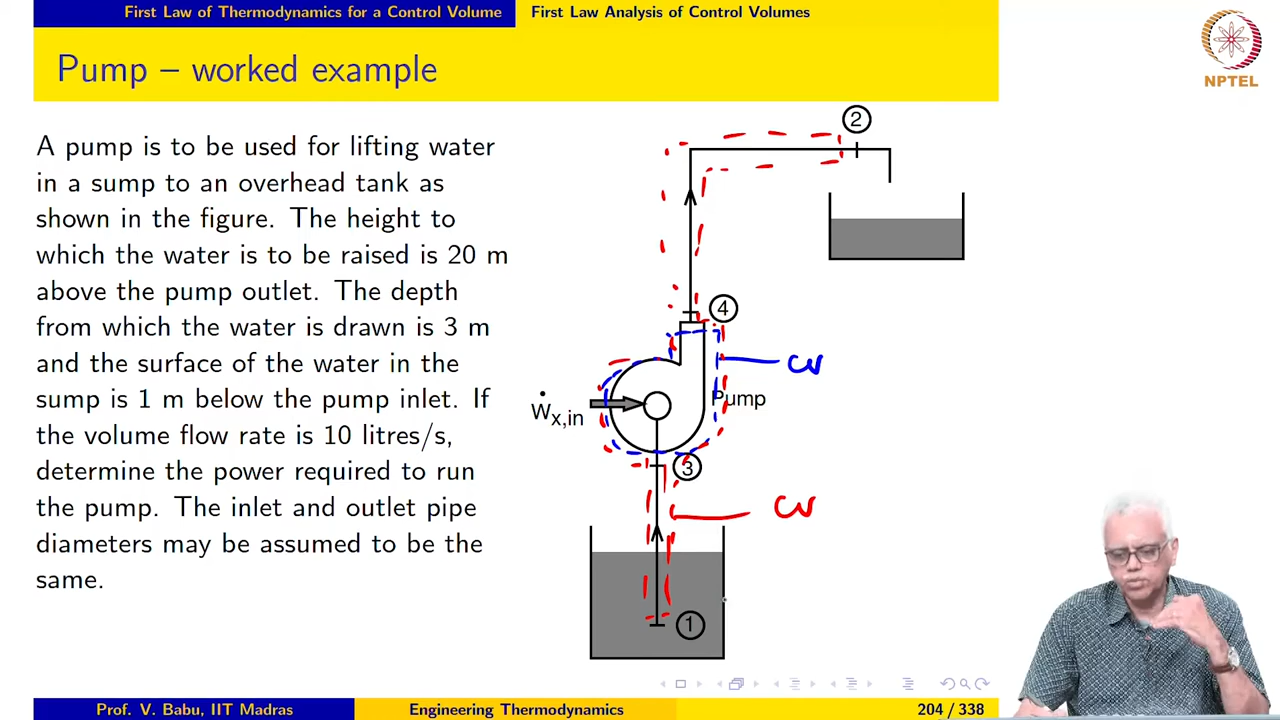 First Law of Thermodynamics for a Control Volume First Law Analysis of Control Volumes
NPTEL
Pump – worked example
A pump is to be used for lifting water
in a sump to an overhead tank as
shown in the figure. The height to
which the water is to be raised is 20 m
above the pump outlet. The depth
from which the water is drawn is 3 m
and the surface of the water in the
sump is 1 m below the pump inlet. If
the volume flow rate is 10 litres/s,
determine the power required to run
the pump. The inlet and outlet pipe
diameters may be assumed to be the
same.
2
4
CV
Pump
Ẇx,in
3
CV
1
Prof. V. Babu, IIT Madras Engineering Thermodynamics 204 / 338